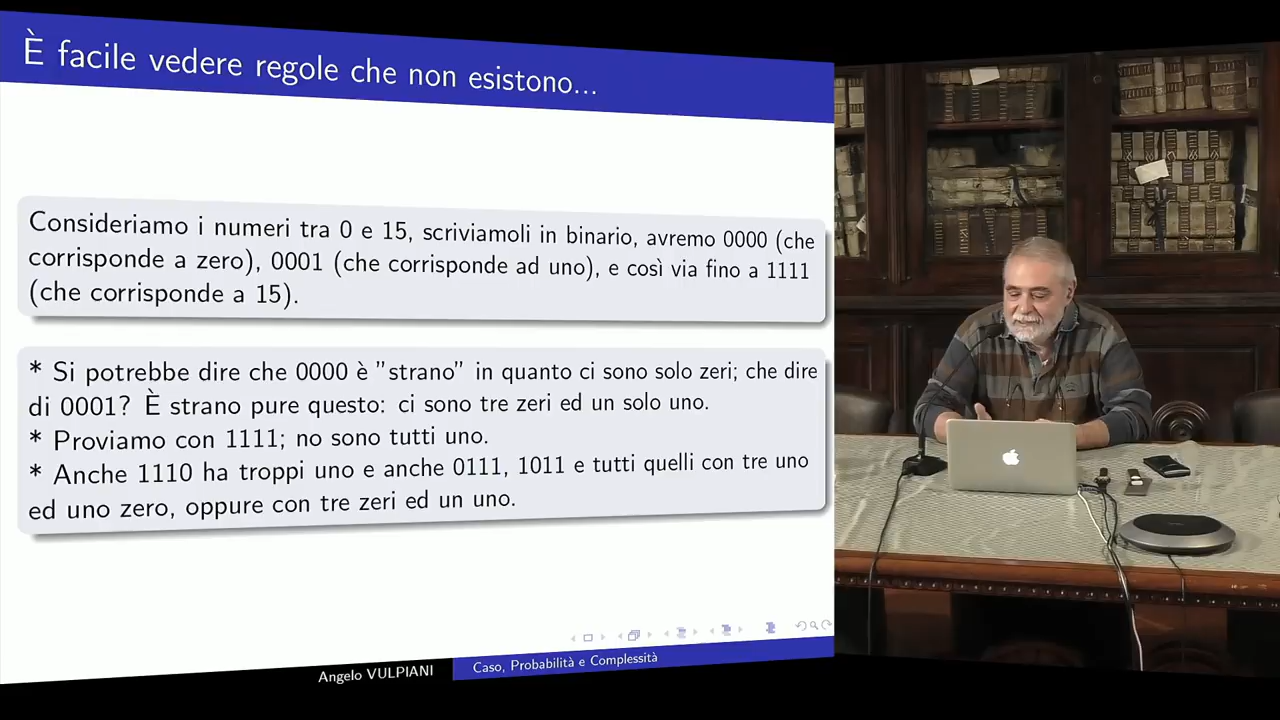 È facile vedere regole che non esistono...
Consideriamo i numeri tra 0 e 15, scriviamoli in binario, avremo 0000 (che
corrisponde a zero), 0001 (che corrisponde ad uno), e così via fino a 1111
(che corrisponde a 15).
* Si potrebbe dire che 0000 è "strano" in quanto ci sono solo zeri; che dire
di 0001? È strano pure questo: ci sono tre zeri ed un solo uno.
* Proviamo con 1111; no sono tutti uno.
* Anche 1110 ha troppi uno e anche 0111, 1011 e tutti quelli con tre uno
ed uno zero, oppure con tre zeri ed un uno.
Angelo VULPIANI
Caso, Probabilità e Complessità